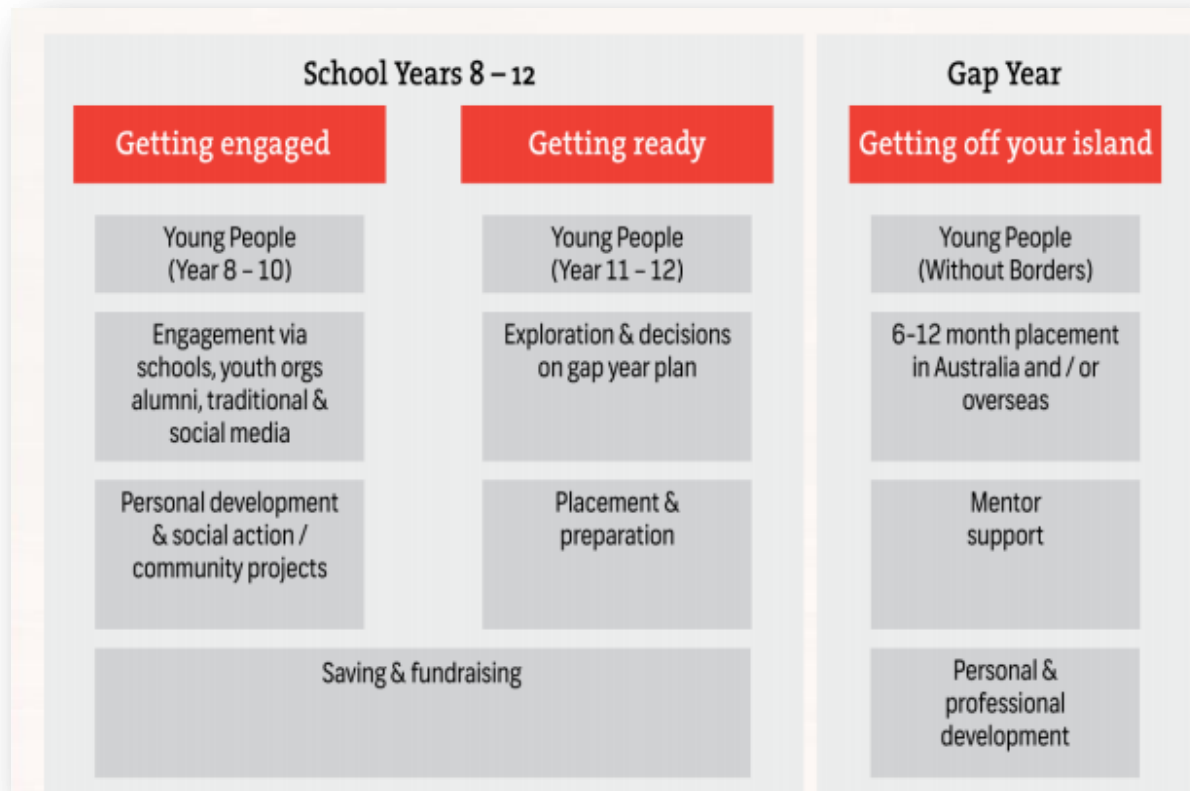 School Years 8 – 12
Getting engaged
Young People
(Year 8 – 10)
Engagement via
schools, youth orgs
alumni, traditional &
social media
Personal development
& social action /
community projects
Getting ready
Young People
(Year 11 – 12)
Exploration & decisions
on gap year plan
Placement &
preparation
Saving & fundraising
Gap Year
Getting off your island
Young People
(Without Borders)
6-12 month placement
in Australia and / or
overseas
Mentor
support
Personal &
professional
development